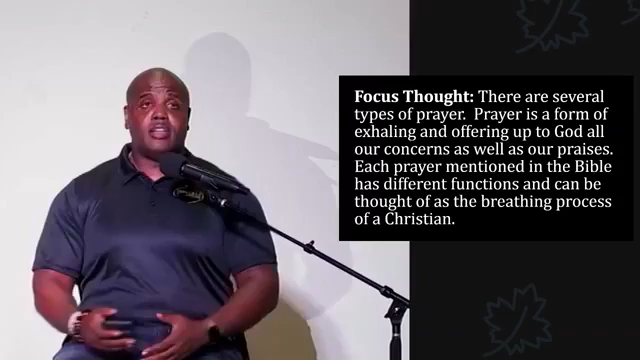 Focus Thought: There are several
types of prayer.  Prayer is a form of
exhaling and offering up to God all
our concerns as well as our praises.
Each prayer mentioned in the Bible
has different functions and can be
thought of as the breathing process
of a Christian.